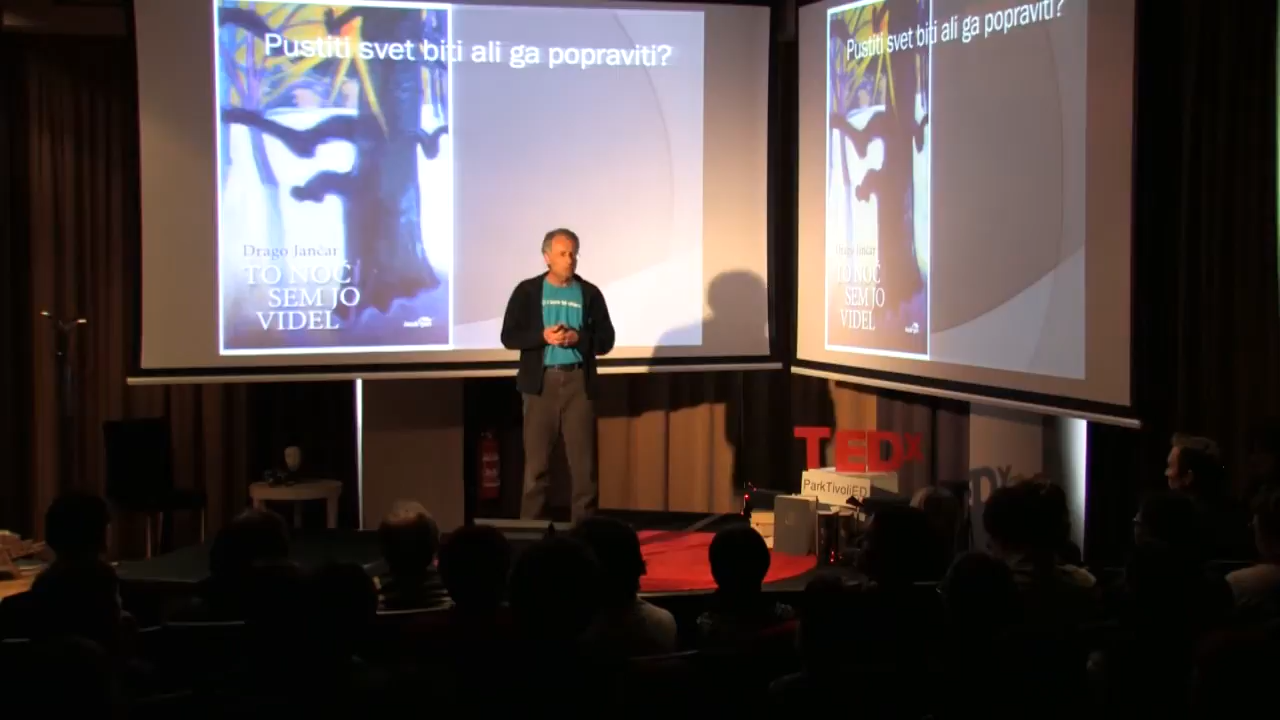 Pustiti svet biti ali ga popraviti?
Drago Jančar
TO NOČ
SEM JO
VIDEL
Pustiti svet biti ali ga popraviti?
Drago Jančar
TO NOČ
SEM JO
VIDEL
TEDx
ParkTivoliED